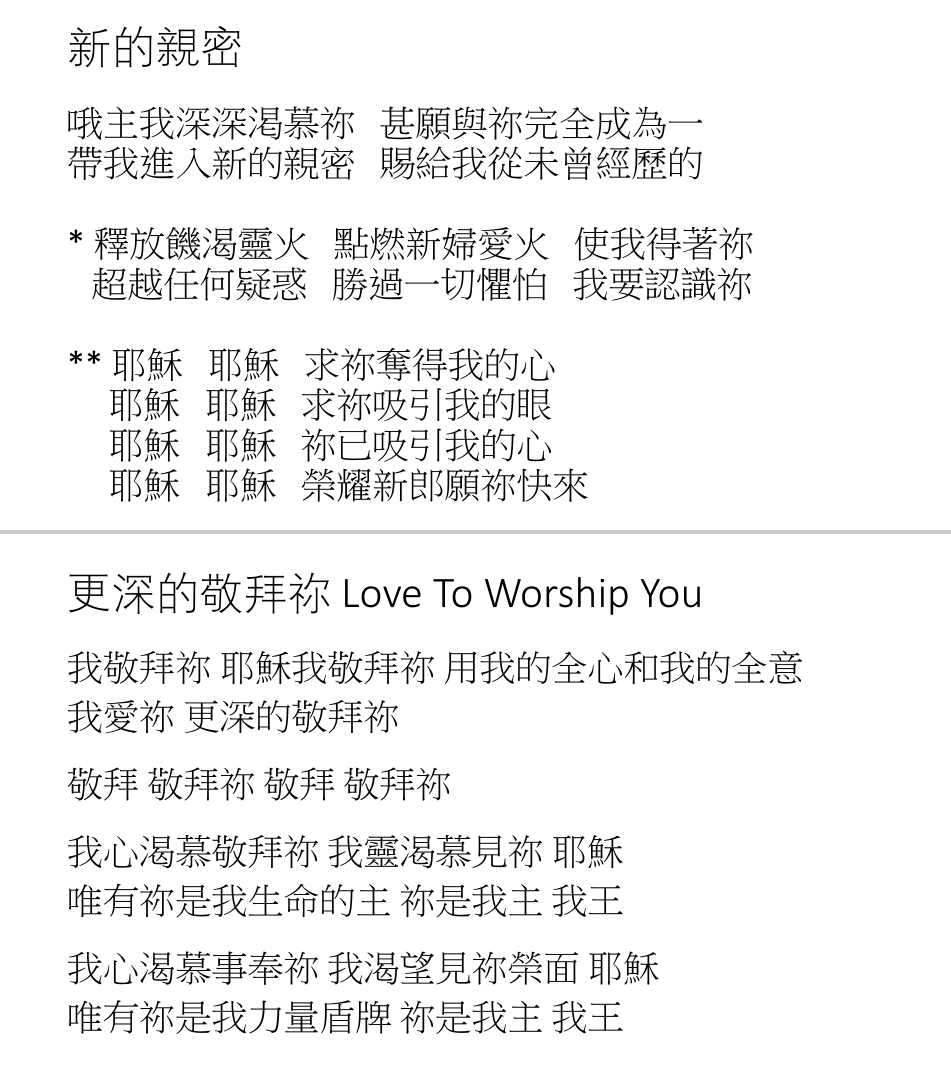 新的親密
哦主我深深渴慕祢 甚願與祢完全成為一
帶我進入新的親密 賜給我從未曾經歷的
* 釋放饑渴靈火 點燃新婦愛火 使我得著祢
超越任何疑惑 勝過一切懼怕 我要認識祢
** 耶穌 耶穌 求祢奪得我的心
耶穌 耶穌 求祢吸引我的眼
耶穌 耶穌 祢已吸引我的心
耶穌 耶穌 榮耀新郎願祢快來
更深的敬拜祢 Love To Worship You
我敬拜祢 耶穌我敬拜祢 用我的全心和我的全意
我愛祢 更深的敬拜祢
敬拜 敬拜祢 敬拜 敬拜祢
我心渴慕敬拜祢 我靈渴慕見祢 耶穌
唯有祢是我生命的主 祢是我主 我王
我心渴慕事奉祢 我渴望見祢榮面 耶穌
唯有祢是我力量盾牌 祢是我主 我王